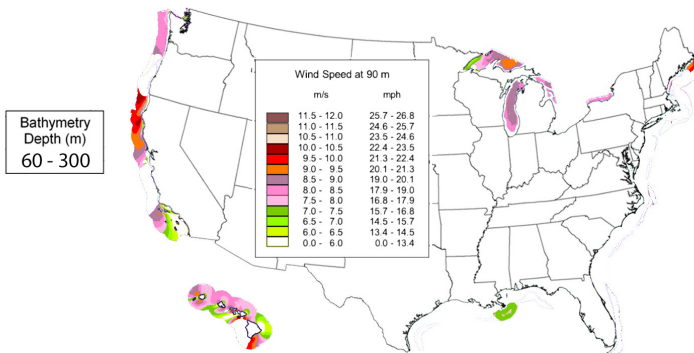 Bathymetry
Depth (m)
60 - 300
Wind Speed at 90 m
m/s mph
11.5 - 12.0 25.7 - 26.8
11.0 - 11.5 24.6 - 25.7
10.5 - 11.0 23.5 - 24.6
10.0 - 10.5 22.4 - 23.5
9.5 - 10.0 21.3 - 22.4
9.0 - 9.5 20.1 - 21.3
8.5 - 9.0 19.0 - 20.1
8.0 - 8.5 17.9 - 19.0
7.5 - 8.0 16.8 - 17.9
7.0 - 7.5 15.7 - 16.8
6.5 - 7.0 14.5 - 15.7
6.0 - 6.5 13.4 - 14.5
0.0 - 6.0 0.0 - 13.4